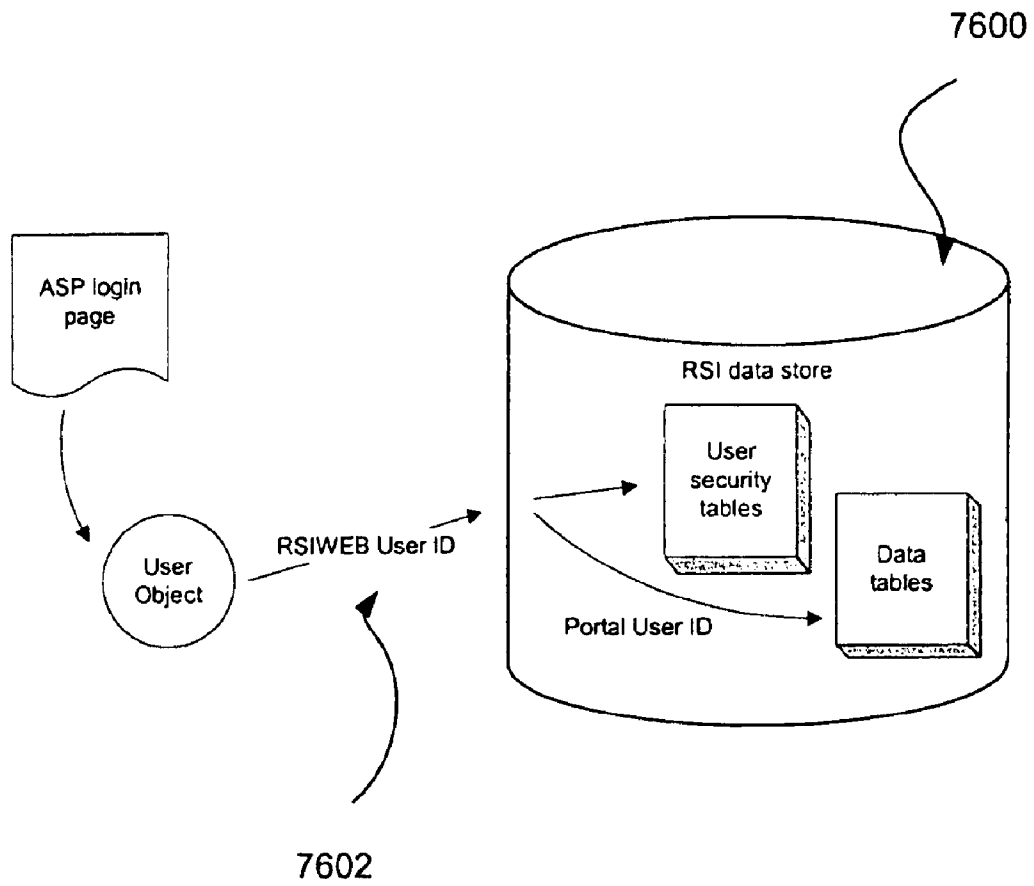 7600
ASP login
page
RSI data store
User
security
tables
RSIWEB User ID
User
Object
Data
tables
Portal User ID
7602